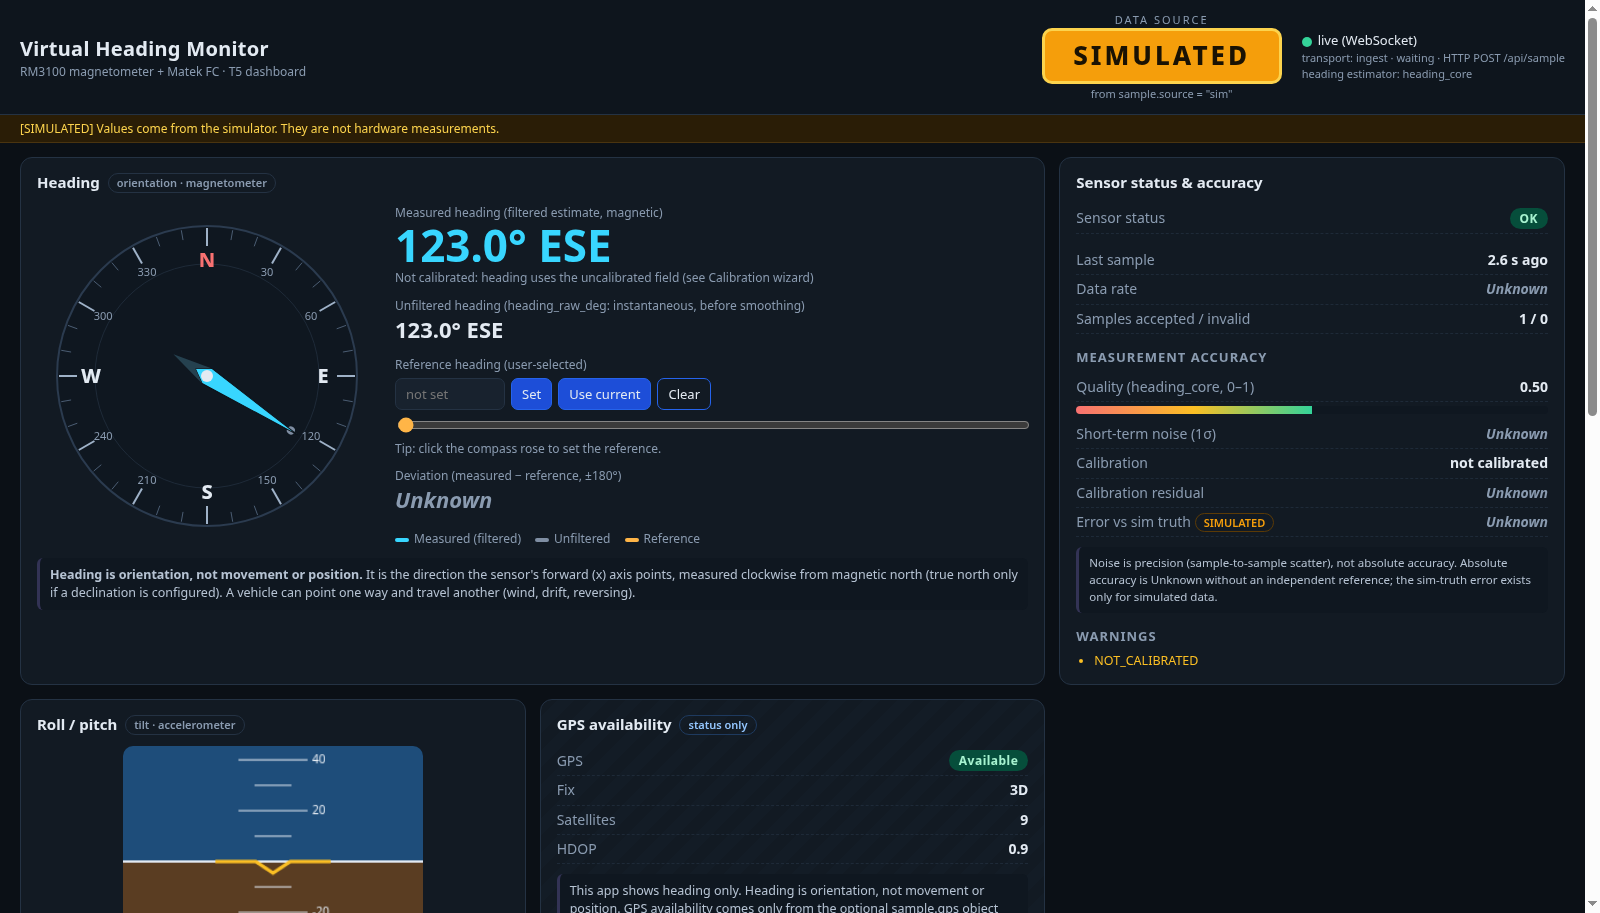 Virtual Heading Monitor
RM3100 magnetometer + Matek FC · T5 dashboard
DATA SOURCE
SIMULATED
from sample.source = "sim"
live (WebSocket)
transport: ingest · waiting · HTTP POST /api/sample
heading estimator: heading_core
[SIMULATED] Values come from the simulator. They are not hardware measurements.
Heading
orientation · magnetometer
N
30
60
E
120
150
S
210
240
W
300
330
Measured heading (filtered estimate, magnetic)
123.0° ESE
Not calibrated: heading uses the uncalibrated field (see Calibration wizard)
Unfiltered heading (heading_raw_deg: instantaneous, before smoothing)
123.0° ESE
Reference heading (user-selected)
not set
Set
Use current
Clear
Tip: click the compass rose to set the reference.
Deviation (measured − reference, ±180°)
Unknown
Measured (filtered)
Unfiltered
Reference
Heading is orientation, not movement or position. It is the direction the sensor's forward (x) axis points, measured clockwise from magnetic north (true north only
if a declination is configured). A vehicle can point one way and travel another (wind, drift, reversing).
Sensor status & accuracy
Sensor status OK
Last sample 2.6 s ago
Data rate Unknown
Samples accepted / invalid 1 / 0
MEASUREMENT ACCURACY
Quality (heading_core, 0–1) 0.50
Short-term noise (1σ) Unknown
Calibration not calibrated
Calibration residual Unknown
Error vs sim truth SIMULATED Unknown
Noise is precision (sample-to-sample scatter), not absolute accuracy. Absolute
accuracy is Unknown without an independent reference; the sim-truth error exists
only for simulated data.
WARNINGS
• NOT_CALIBRATED
Roll / pitch
tilt · accelerometer
40
20
-20
GPS availability
status only
GPS Available
Fix 3D
Satellites 9
HDOP 0.9
This app shows heading only. Heading is orientation, not movement or
position. GPS availability comes only from the optional sample.gps object